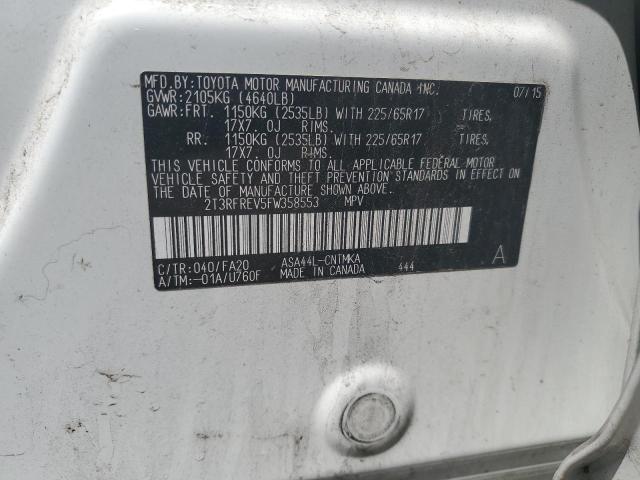 MFD.BY:TOYOTA MOTOR MANUFACTURING CANADA INC. 07/15
GVWR:2105KG (4640LB)
GAWR:FRT. 1150KG (2535LB) WITH 225/65R17 TIRES,
17X7.0J RIMS.
RR. 1150KG (2535LB) WITH 225/65R17 TIRES,
17X7.0J RIMS.
THIS VEHICLE CONFORMS TO ALL APPLICABLE FEDERAL MOTOR
VEHICLE SAFETY AND THEFT PREVENTION STANDARDS IN EFFECT
ON THE DATE OF MANUFACTURE SHOWN ABOVE.
2T3RFREV5FW358553 MPV
C/TR:040/FA20 ASA44L-CNTMKA
A/TM:-01A/U760F MADE IN CANADA 444 A